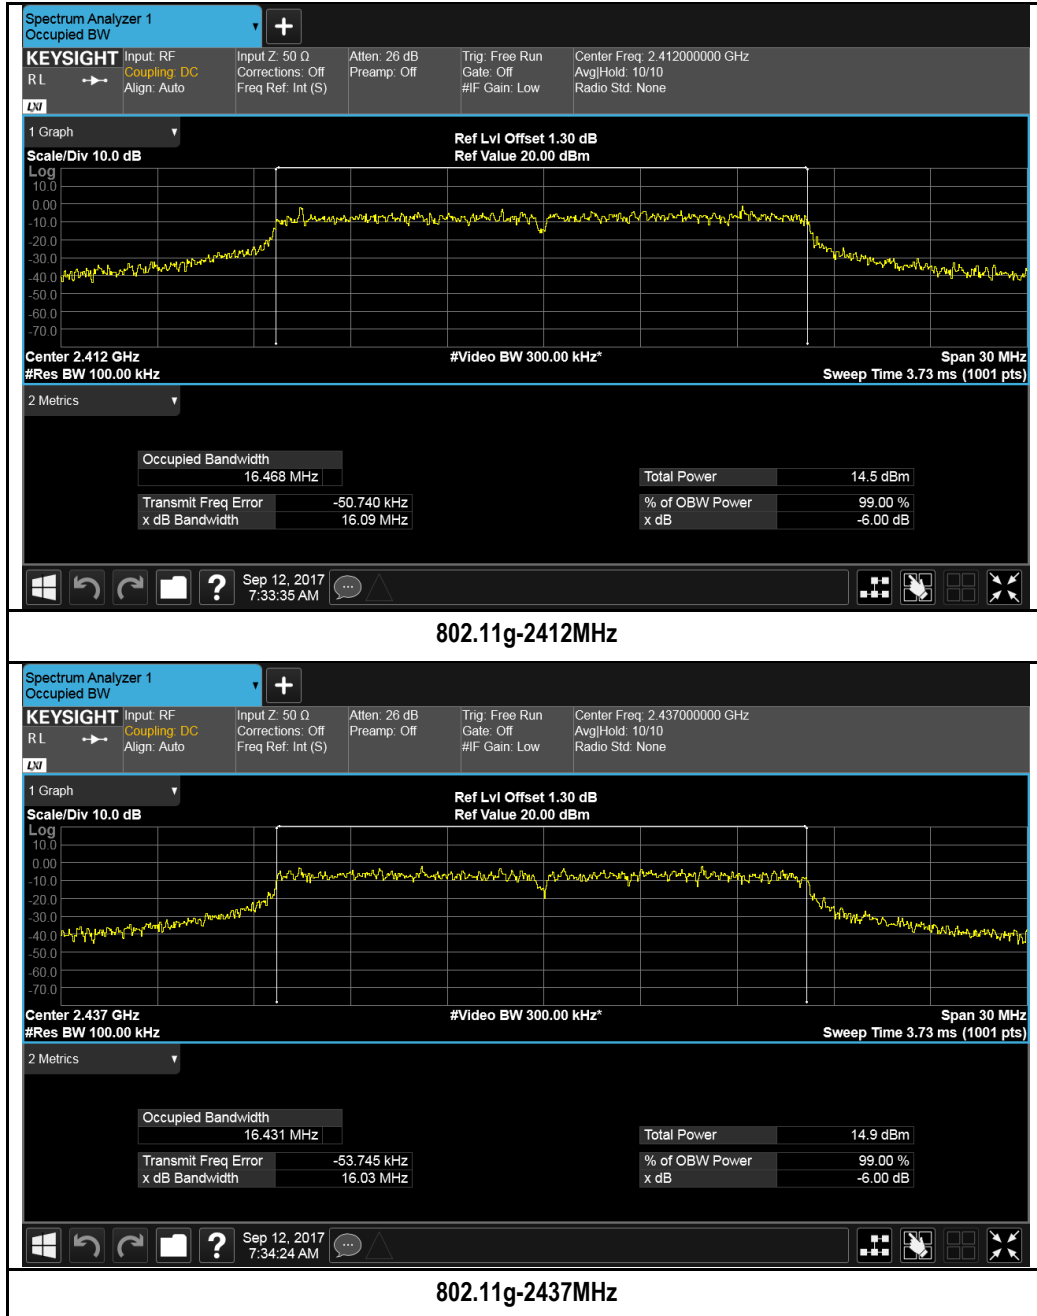 Spectrum Analyzer 1
Occupied BW
KEYSIGHT Input: RF Input Z: 50 Ω Atten: 26 dB Trig: Free Run Center Freq: 2.412000000 GHz
Coupling: DC Corrections: Off Preamp: Off Gate: Off Avg|Hold: 10/10
RL Align: Auto Freq Ref: Int (S) #IF Gain: Low Radio Std: None
LXI
1 Graph
Ref Lvl Offset 1.30 dB
Scale/Div 10.0 dB Ref Value 20.00 dBm
Log
10.0
0.00
-10.0
-20.0
-30.0
-40.0
-50.0
-60.0
-70.0
Center 2.412 GHz #Video BW 300.00 kHz* Span 30 MHz
#Res BW 100.00 kHz Sweep Time 3.73 ms (1001 pts)
2 Metrics
Occupied Bandwidth
16.468 MHz Total Power 14.5 dBm
Transmit Freq Error -50.740 kHz % of OBW Power 99.00 %
x dB Bandwidth 16.09 MHz x dB -6.00 dB
Sep 12, 2017
7:33:35 AM
802.11g-2412MHz
Spectrum Analyzer 1
Occupied BW
KEYSIGHT Input: RF Input Z: 50 Ω Atten: 26 dB Trig: Free Run Center Freq: 2.437000000 GHz
Coupling: DC Corrections: Off Preamp: Off Gate: Off Avg|Hold: 10/10
RL Align: Auto Freq Ref: Int (S) #IF Gain: Low Radio Std: None
LXI
1 Graph
Ref Lvl Offset 1.30 dB
Scale/Div 10.0 dB Ref Value 20.00 dBm
Log
10.0
0.00
-10.0
-20.0
-30.0
-40.0
-50.0
-60.0
-70.0
Center 2.437 GHz #Video BW 300.00 kHz* Span 30 MHz
#Res BW 100.00 kHz Sweep Time 3.73 ms (1001 pts)
2 Metrics
Occupied Bandwidth
16.431 MHz Total Power 14.9 dBm
Transmit Freq Error -53.745 kHz % of OBW Power 99.00 %
x dB Bandwidth 16.03 MHz x dB -6.00 dB
Sep 12, 2017
7:34:24 AM
802.11g-2437MHz